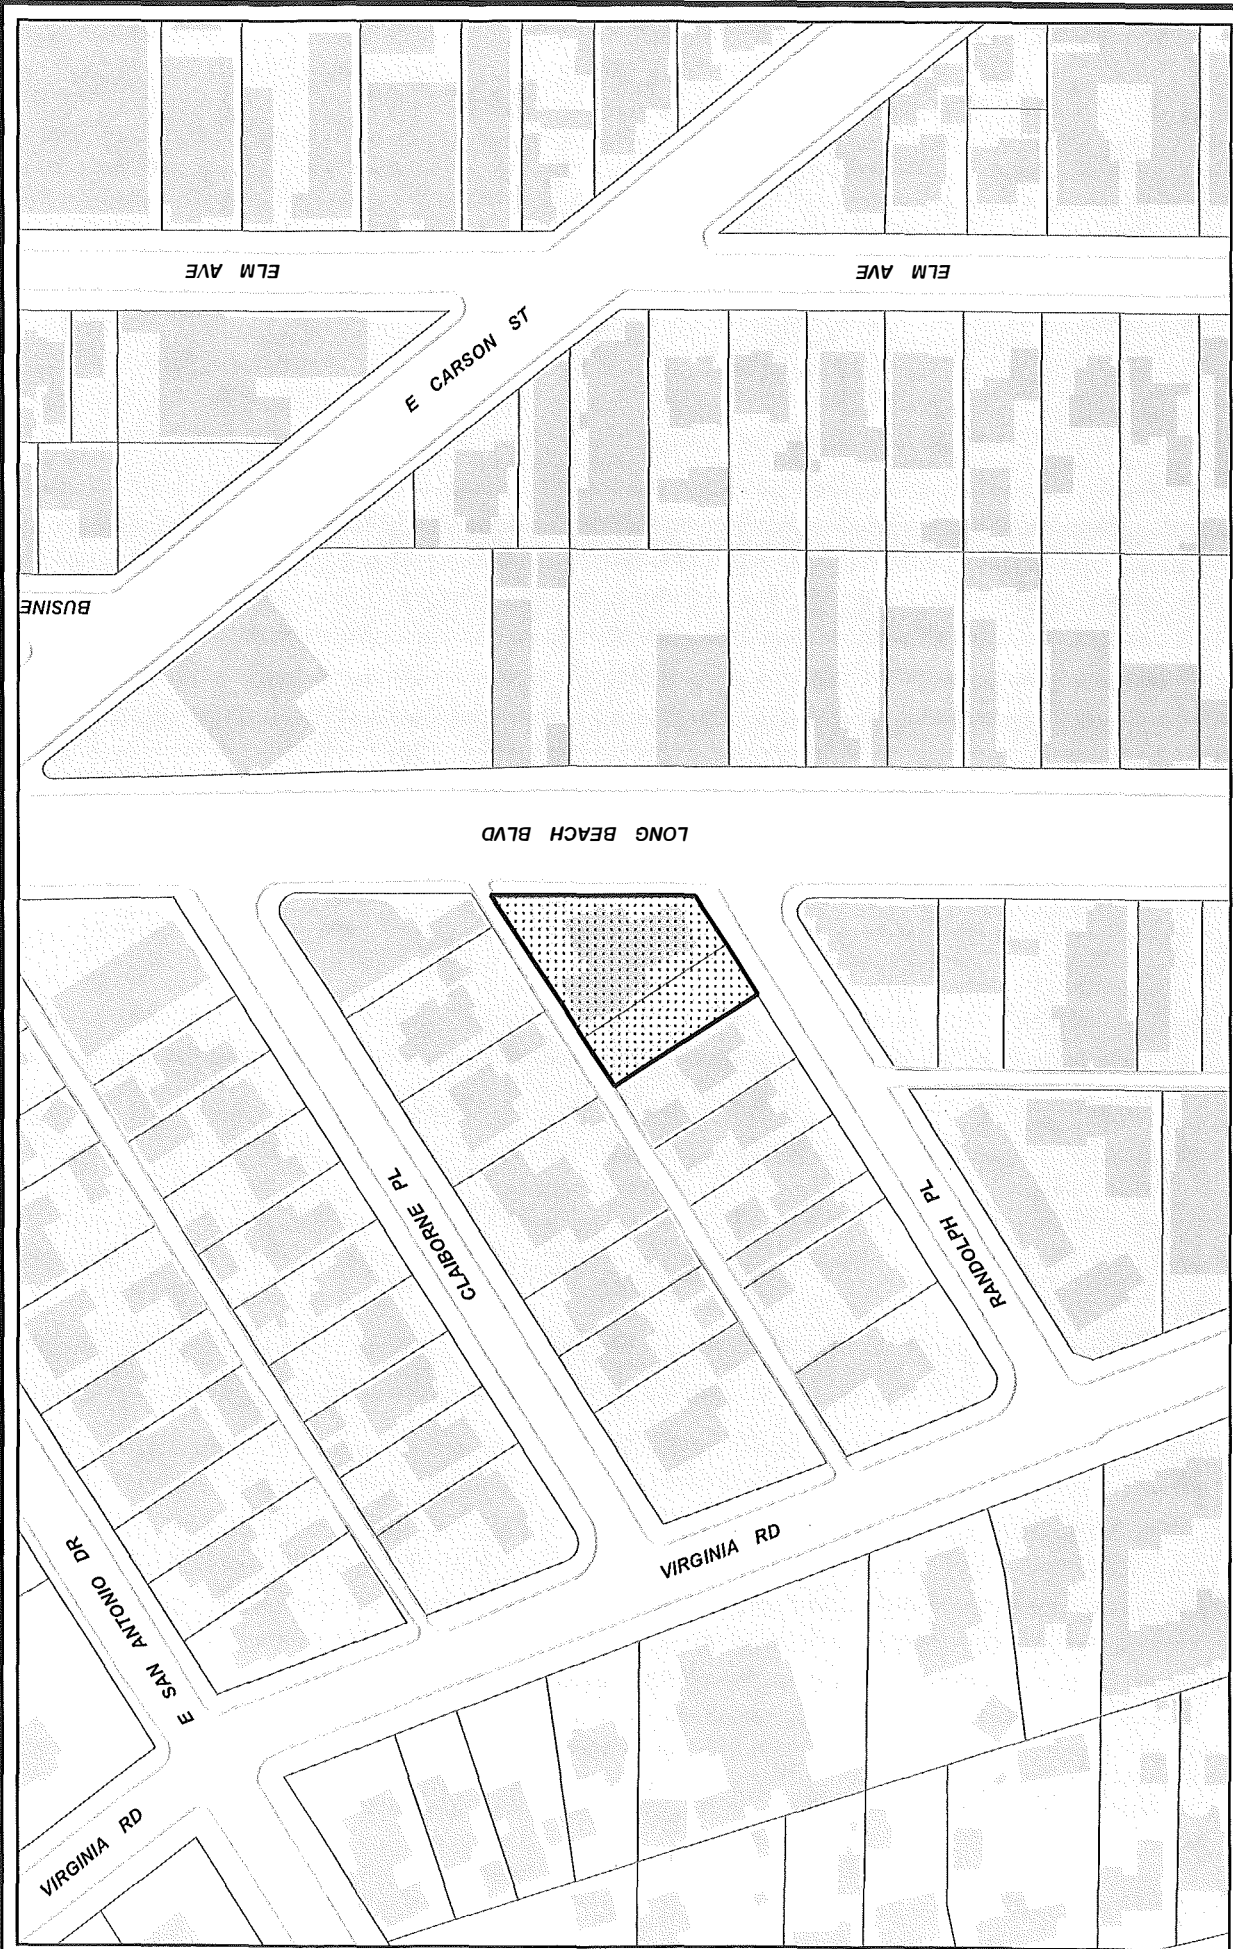 ELM AVE
ELM AVE
E CARSON ST
BUSINE
LONG BEACH BLVD
CLAIBORNE PL
RANDOLPH PL
VIRGINIA RD
E SAN ANTONIO DR
VIRGINIA RD